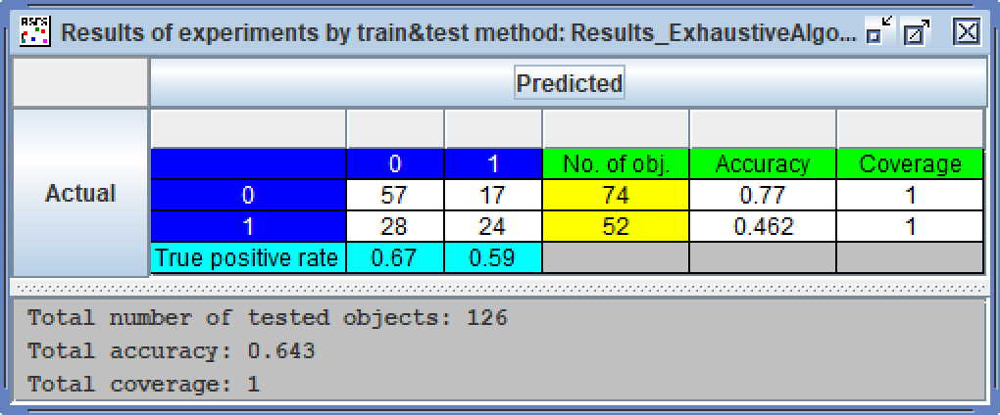 RSES
Results of experiments by train&test method: Results_ExhaustiveAlgo...
Predicted
Actual
0 1 No. of obj. Accuracy Coverage
0 57 17 74 0.77 1
1 28 24 52 0.462 1
True positive rate 0.67 0.59
Total number of tested objects: 126
Total accuracy: 0.643
Total coverage: 1